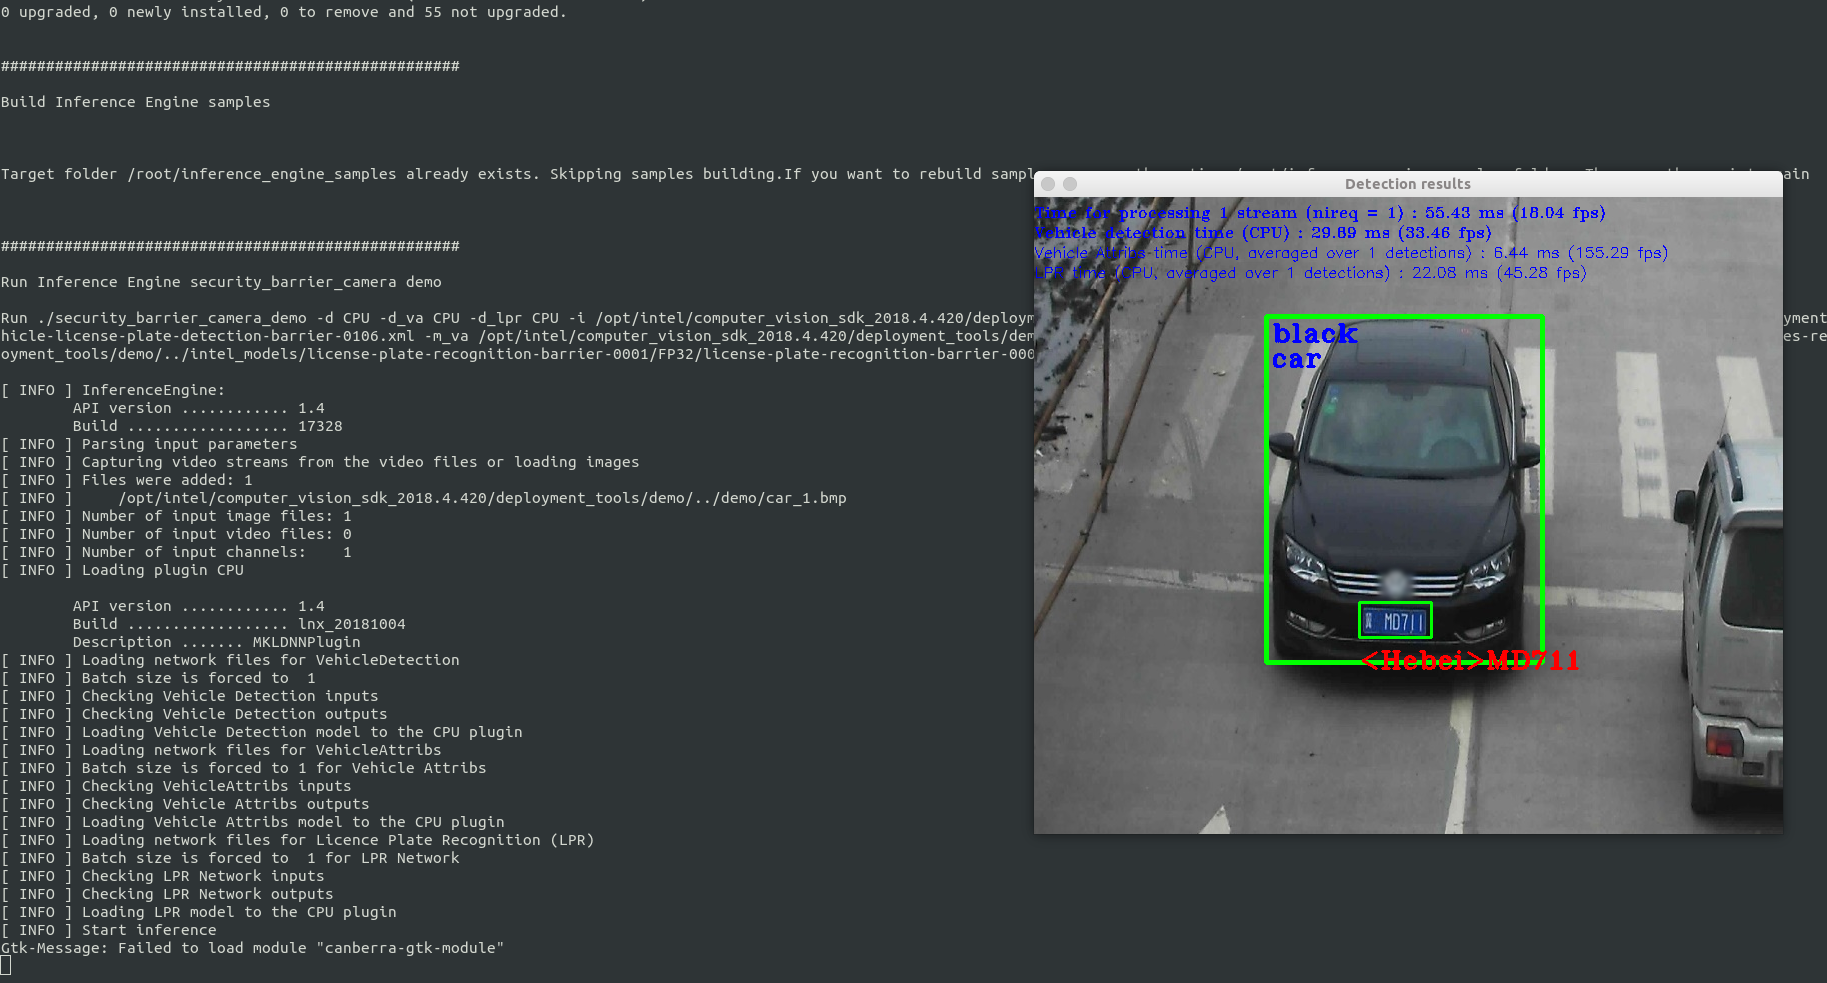 0 upgraded, 0 newly installed, 0 to remove and 55 not upgraded.
###################################################
Build Inference Engine samples
Target folder /root/inference_engine_samples already exists. Skipping samples building.If you want to rebuild sampl
###################################################
Run Inference Engine security_barrier_camera demo
Run ./security_barrier_camera_demo -d CPU -d_va CPU -d_lpr CPU -i /opt/intel/computer_vision_sdk_2018.4.420/deploym yment
hicle-license-plate-detection-barrier-0106.xml -m_va /opt/intel/computer_vision_sdk_2018.4.420/deployment_tools/dem es-re
oyment_tools/demo/../intel_models/license-plate-recognition-barrier-0001/FP32/license-plate-recognition-barrier-000
[ INFO ] InferenceEngine:
API version ............ 1.4
Build .................. 17328
[ INFO ] Parsing input parameters
[ INFO ] Capturing video streams from the video files or loading images
[ INFO ] Files were added: 1
[ INFO ] /opt/intel/computer_vision_sdk_2018.4.420/deployment_tools/demo/../demo/car_1.bmp
[ INFO ] Number of input image files: 1
[ INFO ] Number of input video files: 0
[ INFO ] Number of input channels: 1
[ INFO ] Loading plugin CPU
API version ............ 1.4
Build .................. lnx_20181004
Description ....... MKLDNNPlugin
[ INFO ] Loading network files for VehicleDetection
[ INFO ] Batch size is forced to 1
[ INFO ] Checking Vehicle Detection inputs
[ INFO ] Checking Vehicle Detection outputs
[ INFO ] Loading Vehicle Detection model to the CPU plugin
[ INFO ] Loading network files for VehicleAttribs
[ INFO ] Batch size is forced to 1 for Vehicle Attribs
[ INFO ] Checking VehicleAttribs inputs
[ INFO ] Checking Vehicle Attribs outputs
[ INFO ] Loading Vehicle Attribs model to the CPU plugin
[ INFO ] Loading network files for Licence Plate Recognition (LPR)
[ INFO ] Batch size is forced to 1 for LPR Network
[ INFO ] Checking LPR Network inputs
[ INFO ] Checking LPR Network outputs
[ INFO ] Loading LPR model to the CPU plugin
[ INFO ] Start inference
Gtk-Message: Failed to load module "canberra-gtk-module"
Detection results
Time for processing 1 stream (nireq = 1) : 55.43 ms (18.04 fps)
Vehicle detection time (CPU) : 29.89 ms (33.46 fps)
Vehicle Attribs time (CPU, averaged over 1 detections) : 6.44 ms (155.29 fps)
LPR time (CPU, averaged over 1 detections) : 22.08 ms (45.28 fps)
black
car
MD711
<Hebei>MD711